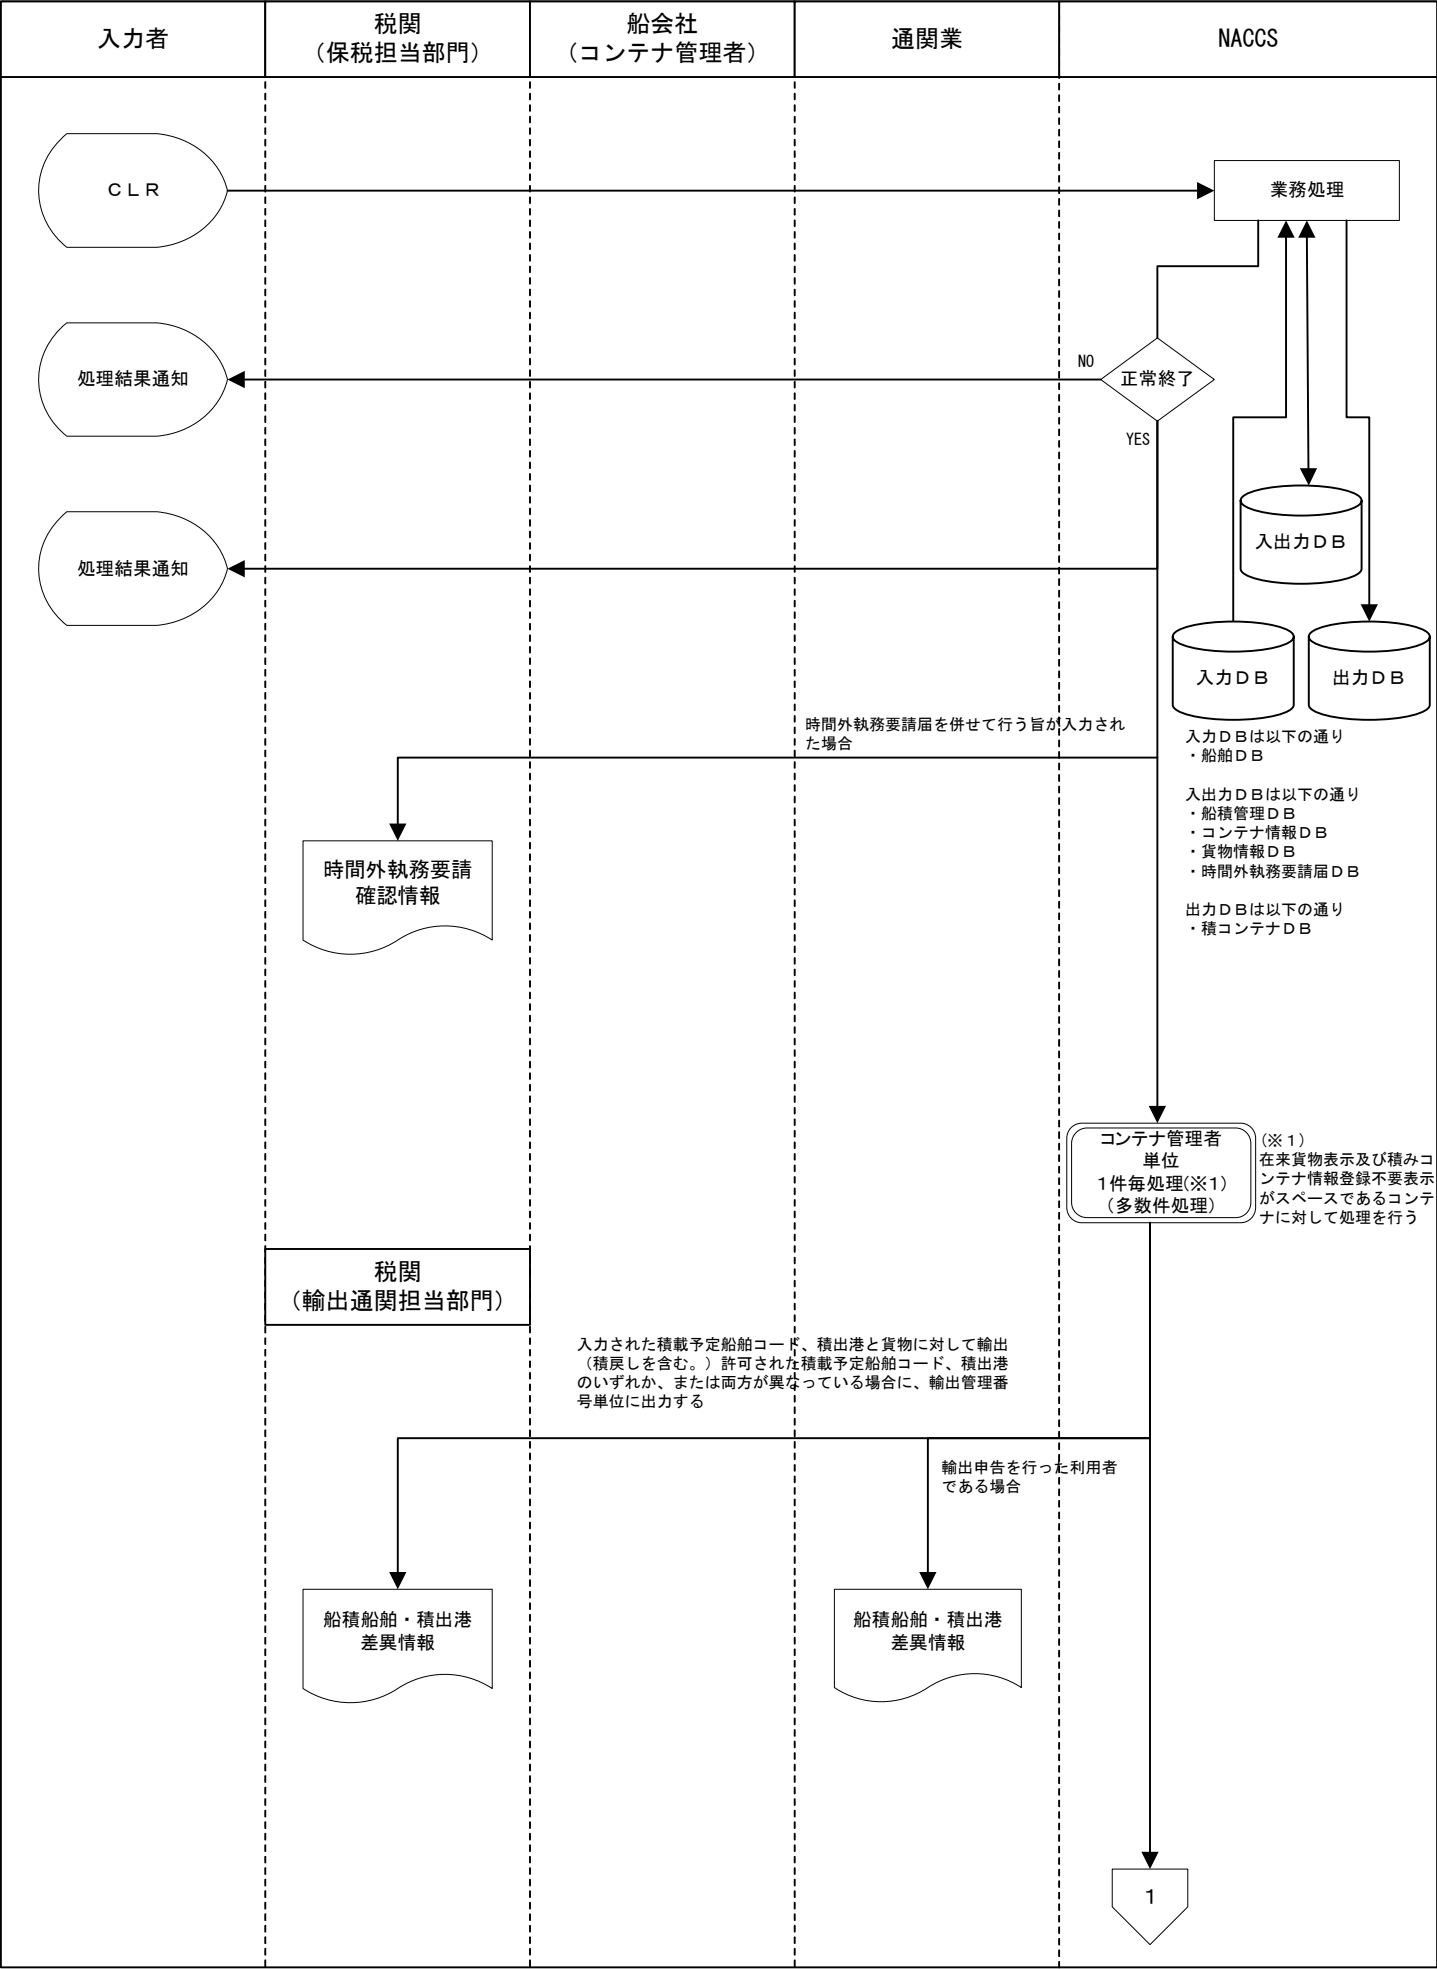 入力者
税関
（保税担当部門）
船会社
（コンテナ管理者）
通関業
NACCS
ＣＬＲ
業務処理
処理結果通知
NO
正常終了
YES
入出力ＤＢ
処理結果通知
入力ＤＢ
出力ＤＢ
時間外執務要請届を併せて行う旨が入力され
た場合
入力ＤＢは以下の通り
・船舶ＤＢ
入出力ＤＢは以下の通り
・船積管理ＤＢ
・コンテナ情報ＤＢ
・貨物情報ＤＢ
・時間外執務要請届ＤＢ
出力ＤＢは以下の通り
・積コンテナＤＢ
時間外執務要請
確認情報
コンテナ管理者
単位
１件毎処理(※1)
（多数件処理）
(※１)
在来貨物表示及び積みコ
ンテナ情報登録不要表示
がスペースであるコンテ
ナに対して処理を行う
税関
（輸出通関担当部門）
入力された積載予定船舶コード、積出港と貨物に対して輸出
（積戻しを含む。）許可された積載予定船舶コード、積出港
のいずれか、または両方が異なっている場合に、輸出管理番
号単位に出力する
輸出申告を行った利用者
である場合
船積船舶・積出港
差異情報
船積船舶・積出港
差異情報
１